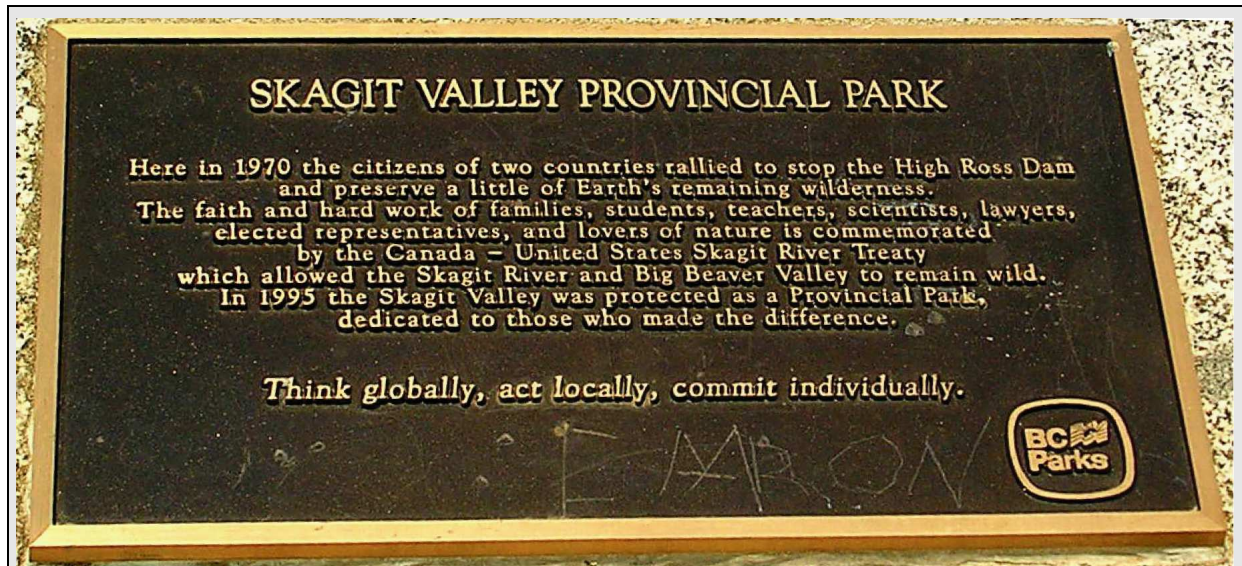 SKAGIT VALLEY PROVINCIAL PARK
Here in 1970 the citizens of two countries rallied to stop the High Ross Dam
and preserve a little of Earth's remaining wilderness.
The faith and hard work of families, students, teachers, scientists, lawyers,
elected representatives, and lovers of nature is commemorated
by the Canada – United States Skagit River Treaty
which allowed the Skagit River and Big Beaver Valley to remain wild.
In 1995 the Skagit Valley was protected as a Provincial Park,
dedicated to those who made the difference.
Think globally, act locally, commit individually.
E AARON
BC
Parks